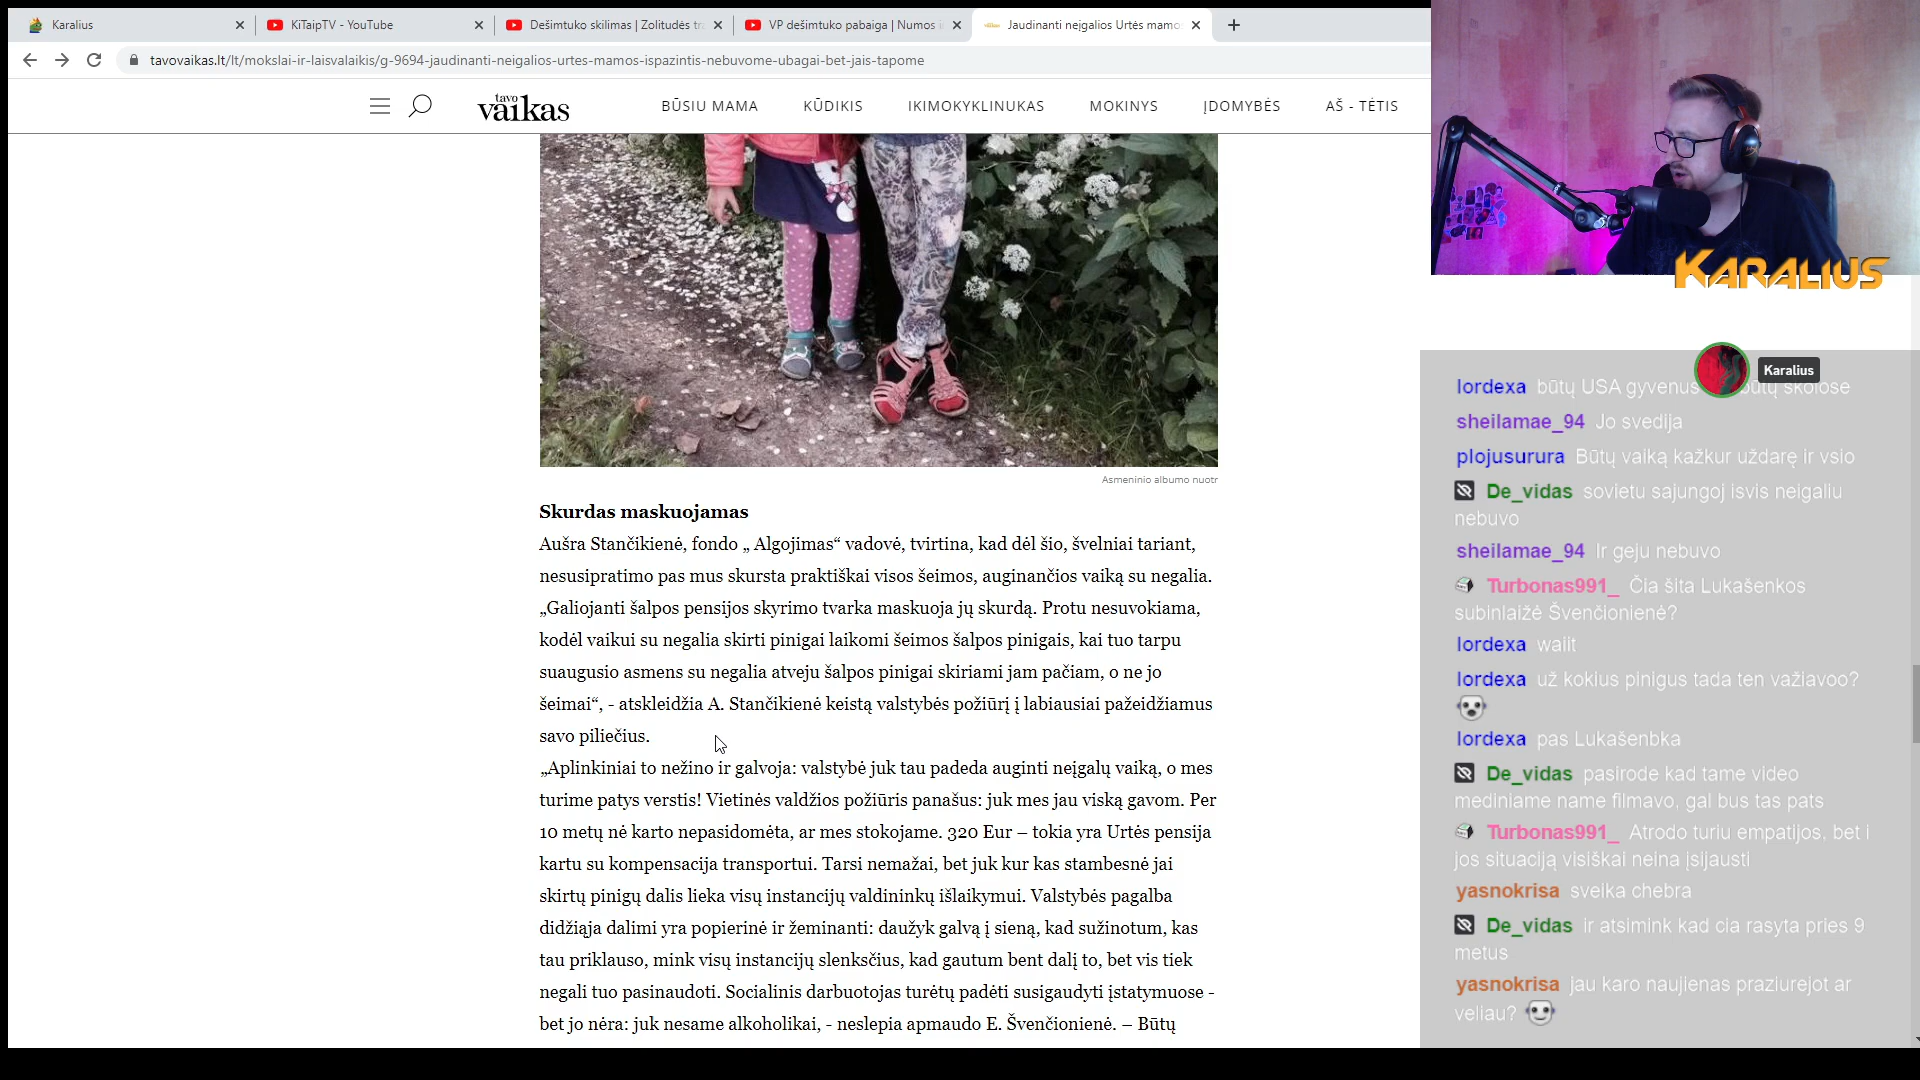 Karalius
KiTaipTV - YouTube
Dešimtuko skilimas | Zolitudės tr
VP dešimtuko pabaiga | Numos i
Jaudinanti neįgalios Urtės mamo
tavovaikas.lt/lt/mokslai-ir-laisvalaikis/g-9694-jaudinanti-neigalios-urtes-mamos-ispazintis-nebuvome-ubagai-bet-jais-tapome
tavo
vaikas
BŪSIU MAMA KŪDIKIS IKIMOKYKLINUKAS MOKINYS ĮDOMYBĖS AŠ - TĖTIS
Asmeninio albumo nuotr
Skurdas maskuojamas
Aušra Stančikienė, fondo „ Algojimas“ vadovė, tvirtina, kad dėl šio, švelniai tariant,
nesusipratimo pas mus skursta praktiškai visos šeimos, auginančios vaiką su negalia.
„Galiojanti šalpos pensijos skyrimo tvarka maskuoja jų skurdą. Protu nesuvokiama,
kodėl vaikui su negalia skirti pinigai laikomi šeimos šalpos pinigais, kai tuo tarpu
suaugusio asmens su negalia atveju šalpos pinigai skiriami jam pačiam, o ne jo
šeimai“, - atskleidžia A. Stančikienė keistą valstybės požiūrį į labiausiai pažeidžiamus
savo piliečius.
„Aplinkiniai to nežino ir galvoja: valstybė juk tau padeda auginti neįgalų vaiką, o mes
turime patys verstis! Vietinės valdžios požiūris panašus: juk mes jau viską gavom. Per
10 metų nė karto nepasidomėta, ar mes stokojame. 320 Eur – tokia yra Urtės pensija
kartu su kompensacija transportui. Tarsi nemažai, bet juk kur kas stambesnė jai
skirtų pinigų dalis lieka visų instancijų valdininkų išlaikymui. Valstybės pagalba
didžiąja dalimi yra popierinė ir žeminanti: daužyk galvą į sieną, kad sužinotum, kas
tau priklauso, mink visų instancijų slenksčius, kad gautum bent dalį to, bet vis tiek
negali tuo pasinaudoti. Socialinis darbuotojas turėtų padėti susigaudyti įstatymuose -
bet jo nėra: juk nesame alkoholikai, - neslepia apmaudo E. Švenčionienė. – Būtų
KARALIUS
Karalius
lordexa būtų USA gyvenus būtų skolose
sheilamae_94 Jo svedija
plojusurura Būtų vaiką kažkur uždarę ir vsio
De_vidas sovietu sajungoj isvis neigaliu
nebuvo
sheilamae_94 Ir geju nebuvo
Turbonas991_ Čia šita Lukašenkos
subinlaižė Švenčionienė?
lordexa waiit
lordexa už kokius pinigus tada ten važiavoo?
lordexa pas Lukašenbka
De_vidas pasirode kad tame video
mediniame name filmavo, gal bus tas pats
Turbonas991_ Atrodo turiu empatijos, bet į
jos situaciją visiškai neina įsijausti
yasnokrisa sveika chebra
De_vidas ir atsimink kad cia rasyta pries 9
metus
yasnokrisa jau karo naujienas praziurejot ar
veliau?